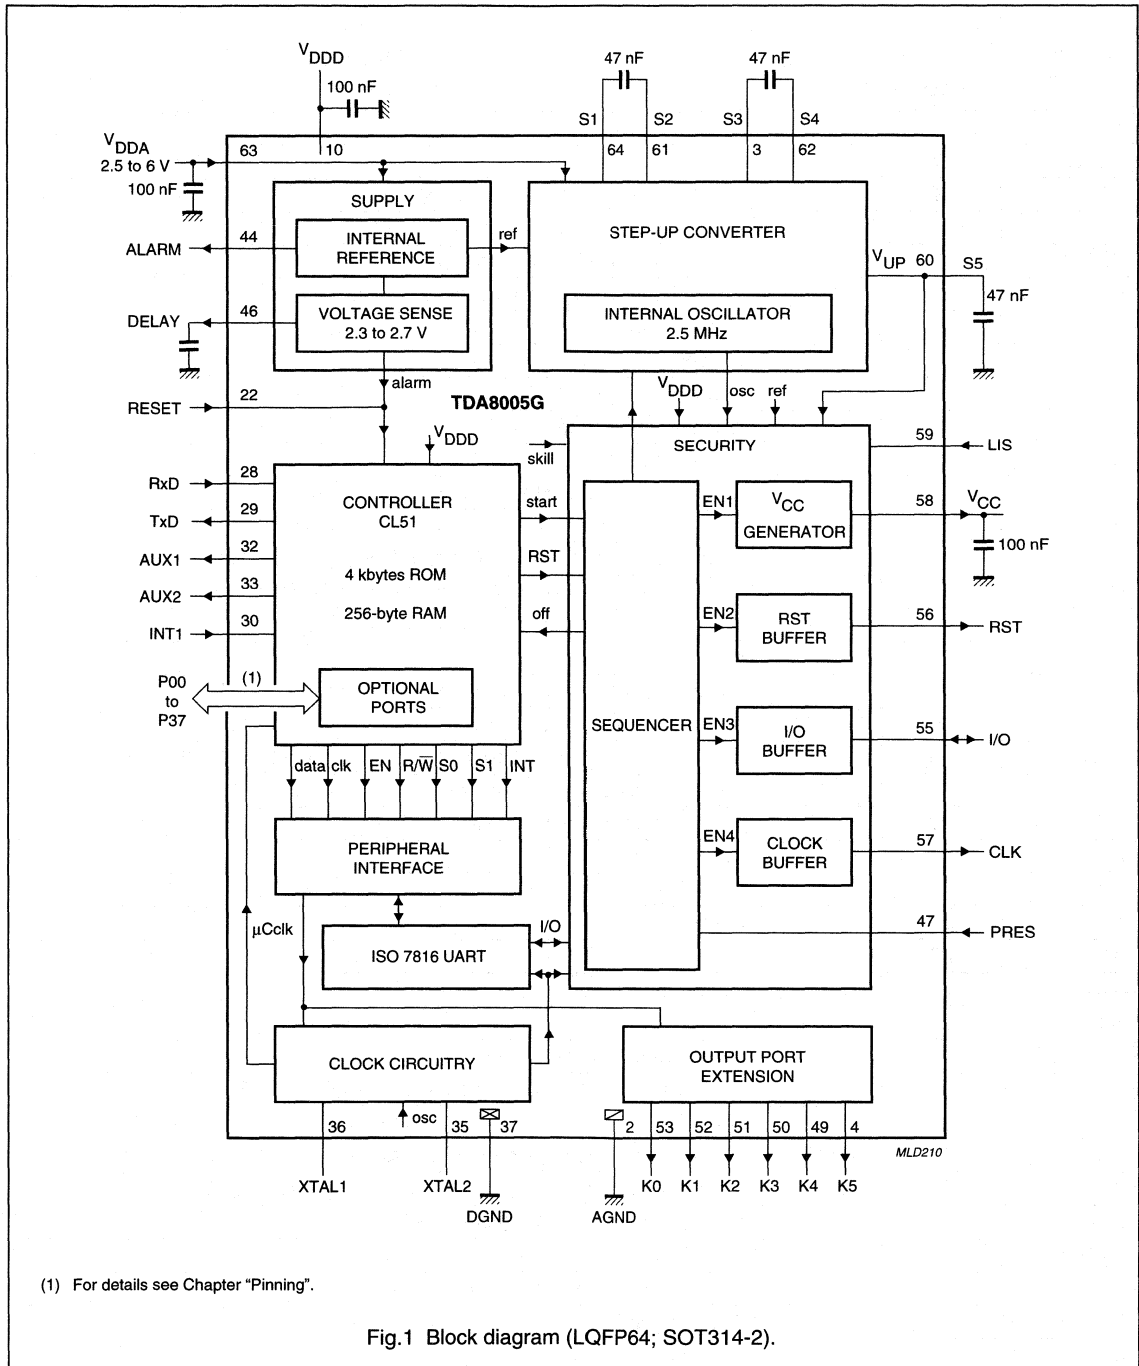 VDDD
100 nF
47 nF
47 nF
S1
S2
S3
S4
VDDA
2.5 to 6 V
100 nF
63
10
64
61
3
62
SUPPLY
INTERNAL
REFERENCE
ref
STEP-UP CONVERTER
VUP
60
S5
47 nF
ALARM
44
DELAY
46
VOLTAGE SENSE
2.3 to 2.7 V
INTERNAL OSCILLATOR
2.5 MHz
alarm
RESET
22
TDA8005G
VDDD
osc
ref
VDDD
skill
SECURITY
59
LIS
RxD
28
TxD
29
AUX1
32
AUX2
33
INT1
30
CONTROLLER
CL51
4 kbytes ROM
256-byte RAM
start
RST
off
EN1
VCC
GENERATOR
58
VCC
100 nF
EN2
RST
BUFFER
56
RST
P00
to
P37
(1)
OPTIONAL
PORTS
SEQUENCER
EN3
I/O
BUFFER
55
I/O
data
clk
EN
R/W̅
S0
S1
INT
PERIPHERAL
INTERFACE
EN4
CLOCK
BUFFER
57
CLK
μCclk
ISO 7816 UART
I/O
47
PRES
CLOCK CIRCUITRY
OUTPUT PORT
EXTENSION
osc
36
35
37
2
53
52
51
50
49
4
MLD210
XTAL1
XTAL2
DGND
AGND
K0
K1
K2
K3
K4
K5
(1) For details see Chapter “Pinning”.
Fig.1 Block diagram (LQFP64; SOT314-2).